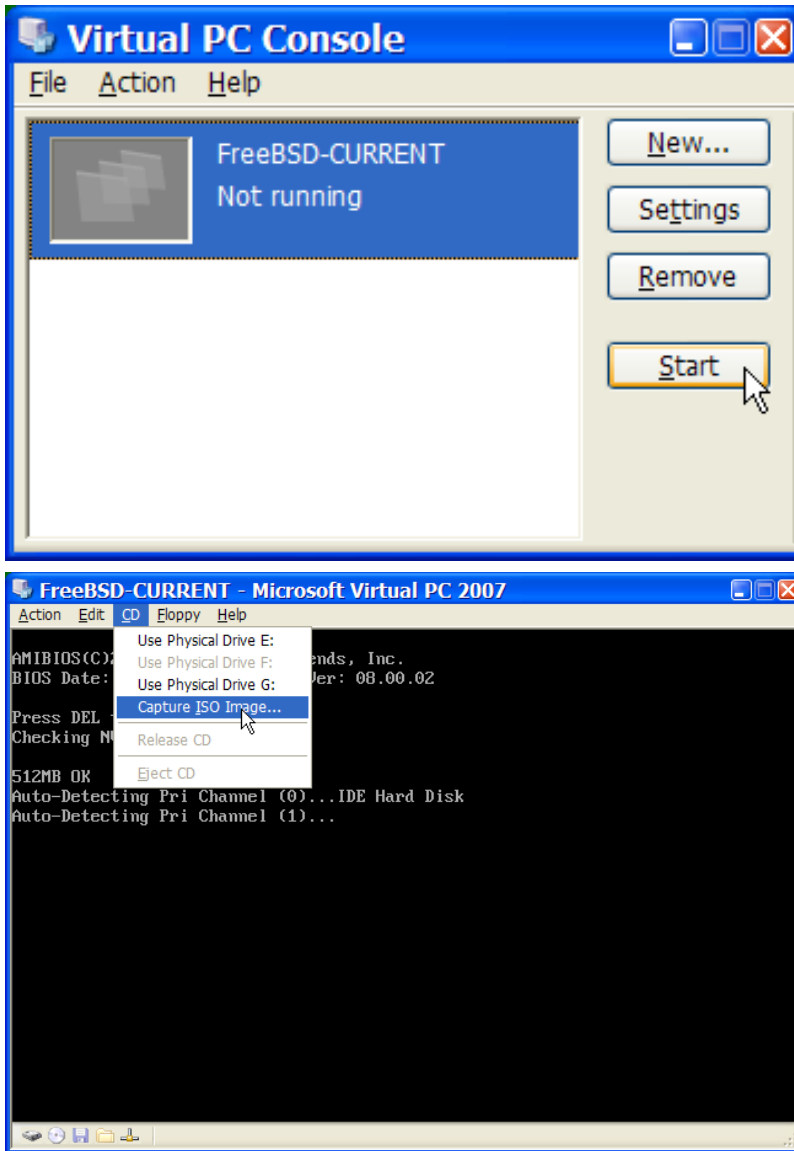 Virtual PC Console
File Action Help
FreeBSD-CURRENT
Not running
New...
Settings
Remove
Start
FreeBSD-CURRENT - Microsoft Virtual PC 2007
Action Edit CD Floppy Help
Use Physical Drive E:
Use Physical Drive F:
Use Physical Drive G:
Capture ISO Image...
Release CD
Eject CD
AMIBIOS(C) ends, Inc.
BIOS Date: Ver: 08.00.02
Press DEL
Checking
512MB OK
Auto-Detecting Pri Channel (0)...IDE Hard Disk
Auto-Detecting Pri Channel (1)...